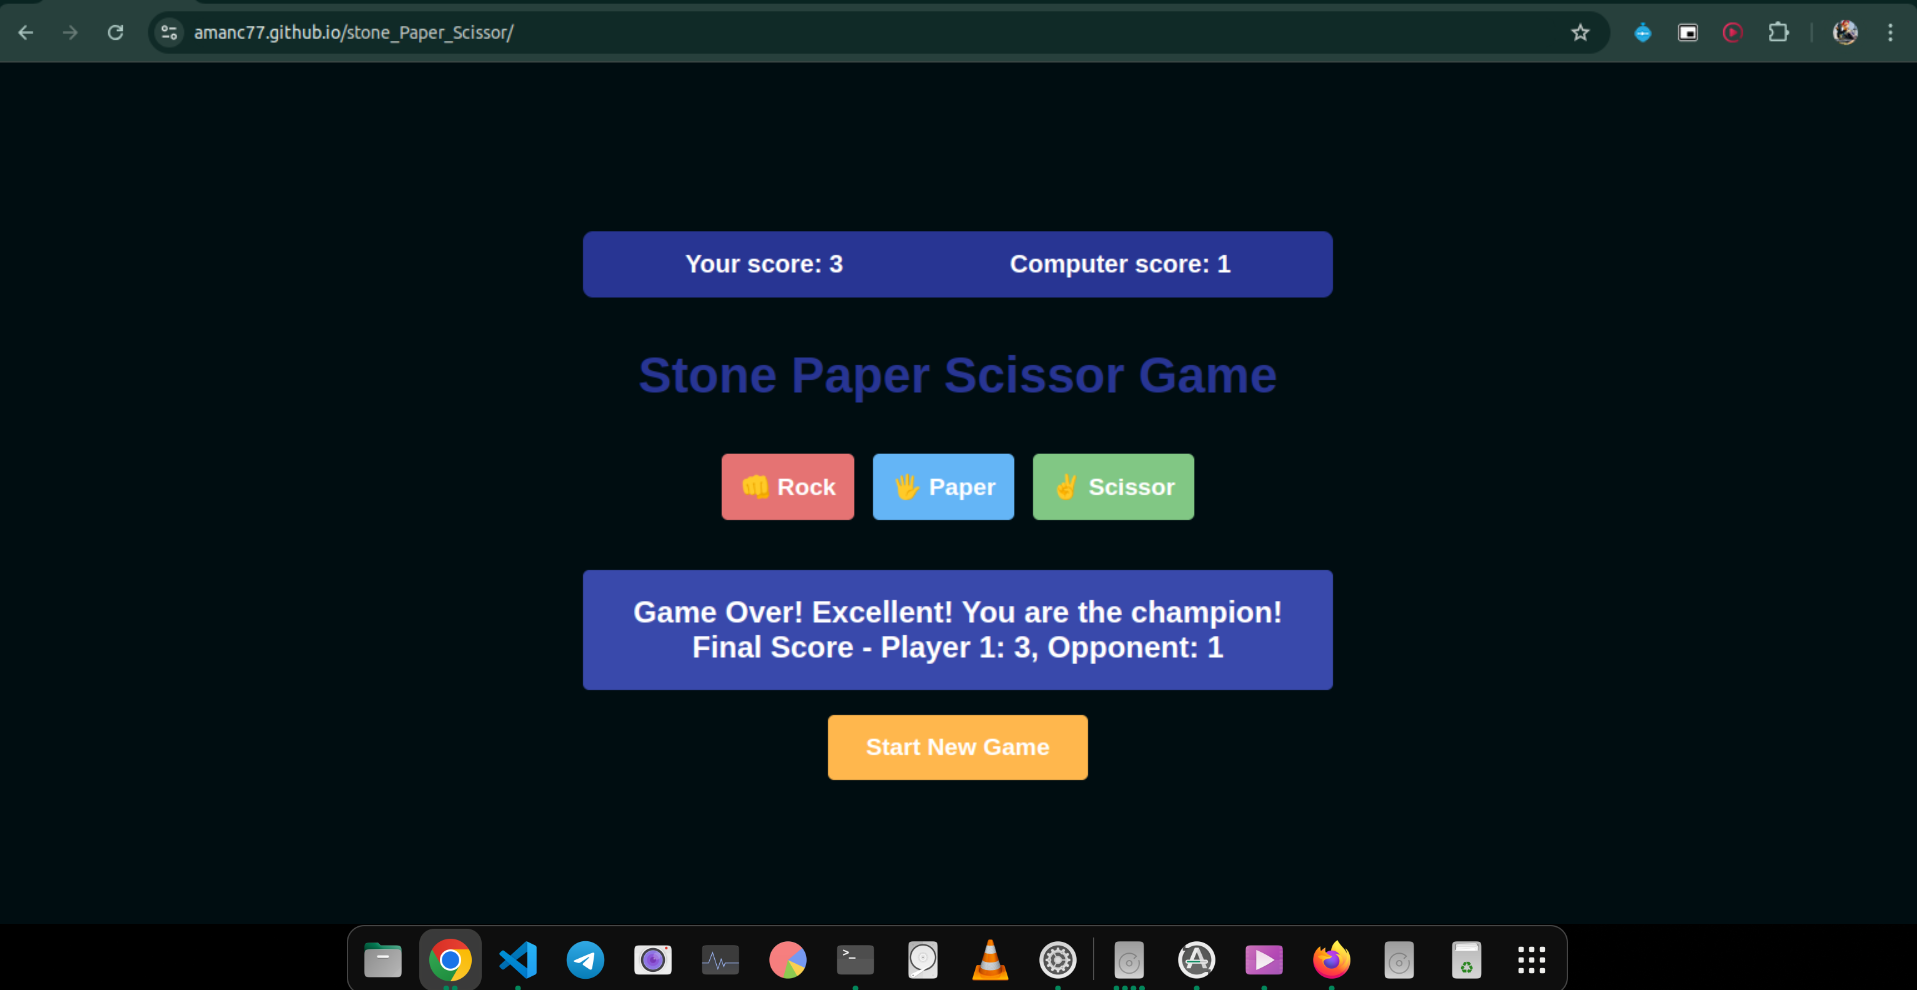 amanc77.github.io/stone_Paper_Scissor/
Your score: 3 Computer score: 1
Stone Paper Scissor Game
👊 Rock 🖐 Paper ✌ Scissor
Game Over! Excellent! You are the champion!
Final Score - Player 1: 3, Opponent: 1
Start New Game